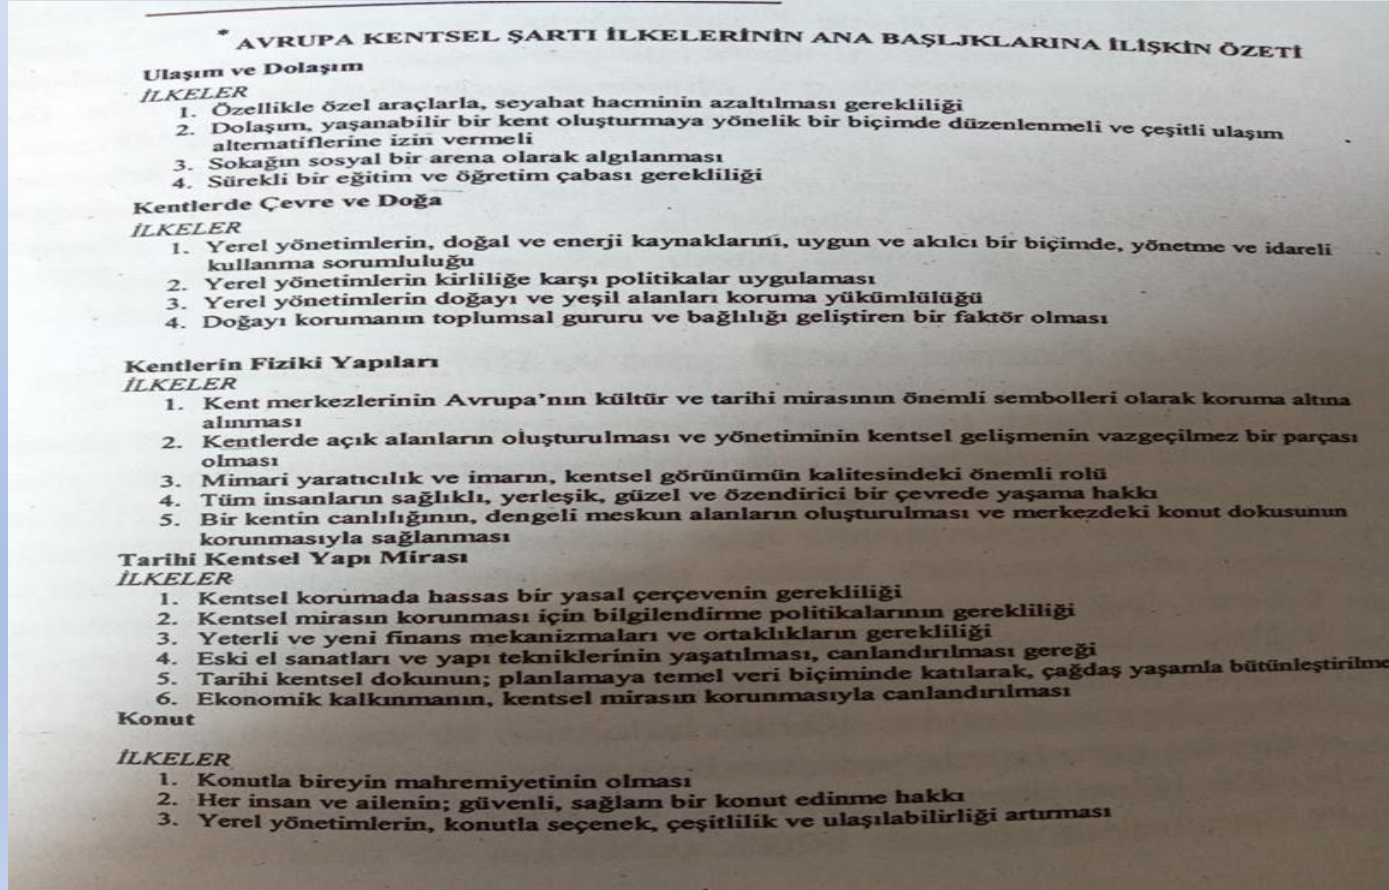 * AVRUPA KENTSEL ŞARTI İLKELERİNİN ANA BAŞLJKLARINA İLİŞKİN ÖZETİ
Ulaşım ve Dolaşım
İLKELER
1. Özellikle özel araçlarla, seyahat hacminin azaltılması gerekliliği
2. Dolaşım, yaşanabilir bir kent oluşturmaya yönelik bir biçimde düzenlenmeli ve çeşitli ulaşım
alternatiflerine izin vermeli
3. Sokağın sosyal bir arena olarak algılanması
4. Sürekli bir eğitim ve öğretim çabası gerekliliği
Kentlerde Çevre ve Doğa
İLKELER
1. Yerel yönetimlerin, doğal ve enerji kaynaklarını, uygun ve akılcı bir biçimde, yönetme ve idareli
kullanma sorumluluğu
2. Yerel yönetimlerin kirliliğe karşı politikalar uygulaması
3. Yerel yönetimlerin doğayı ve yeşil alanları koruma yükümlülüğü
4. Doğayı korumanın toplumsal gururu ve bağlılığı geliştiren bir faktör olması
Kentlerin Fiziki Yapıları
İLKELER
1. Kent merkezlerinin Avrupa'nın kültür ve tarihi mirasının önemli sembolleri olarak koruma altına
alınması
2. Kentlerde açık alanların oluşturulması ve yönetiminin kentsel gelişmenin vazgeçilmez bir parçası
olması
3. Mimari yaratıcılık ve imarın, kentsel görünümün kalitesindeki önemli rolü
4. Tüm insanların sağlıklı, yerleşik, güzel ve özendirici bir çevrede yaşama hakkı
5. Bir kentin canlılığının, dengeli meskun alanların oluşturulması ve merkezdeki konut dokusunun
korunmasıyla sağlanması
Tarihi Kentsel Yapı Mirası
İLKELER
1. Kentsel korumada hassas bir yasal çerçevenin gerekliliği
2. Kentsel mirasın korunması için bilgilendirme politikalarının gerekliliği
3. Yeterli ve yeni finans mekanizmaları ve ortaklıkların gerekliliği
4. Eski el sanatları ve yapı tekniklerinin yaşatılması, canlandırılması gereği
5. Tarihi kentsel dokunun; planlamaya temel veri biçiminde katılarak, çağdaş yaşamla bütünleştirilme
6. Ekonomik kalkınmanın, kentsel mirasın korunmasıyla canlandırılması
Konut
İLKELER
1. Konutla bireyin mahremiyetinin olması
2. Her insan ve ailenin; güvenli, sağlam bir konut edinme hakkı
3. Yerel yönetimlerin, konutla seçenek, çeşitlilik ve ulaşılabilirliği artırması